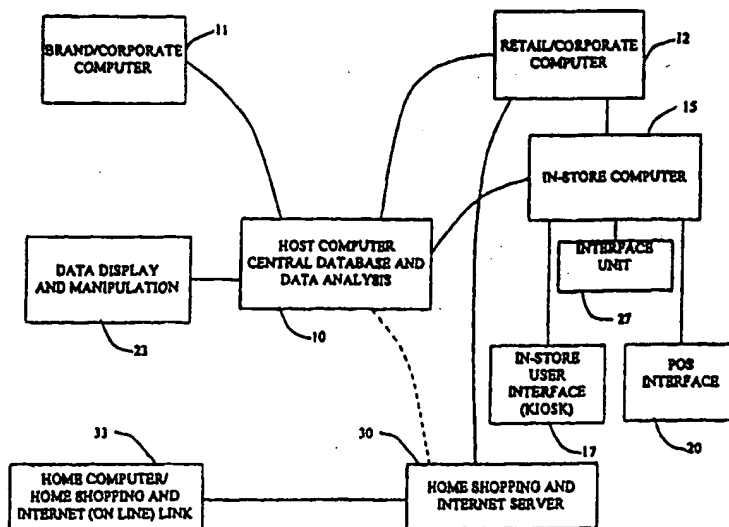 11
BRAND/CORPORATE
COMPUTER
RETAIL/CORPORATE
COMPUTER
12
15
IN-STORE COMPUTER
HOST COMPUTER
CENTRAL DATABASE AND
DATA ANALYSIS
10
DATA DISPLAY
AND MANIPULATION
23
INTERFACE
UNIT
27
IN-STORE
USER
INTERFACE
(KIOSK)
17
POS
INTERFACE
20
33
HOME COMPUTER/
HOME SHOPPING AND
INTERNET (ON LINE) LINK
30
HOME SHOPPING AND
INTERNET SERVER